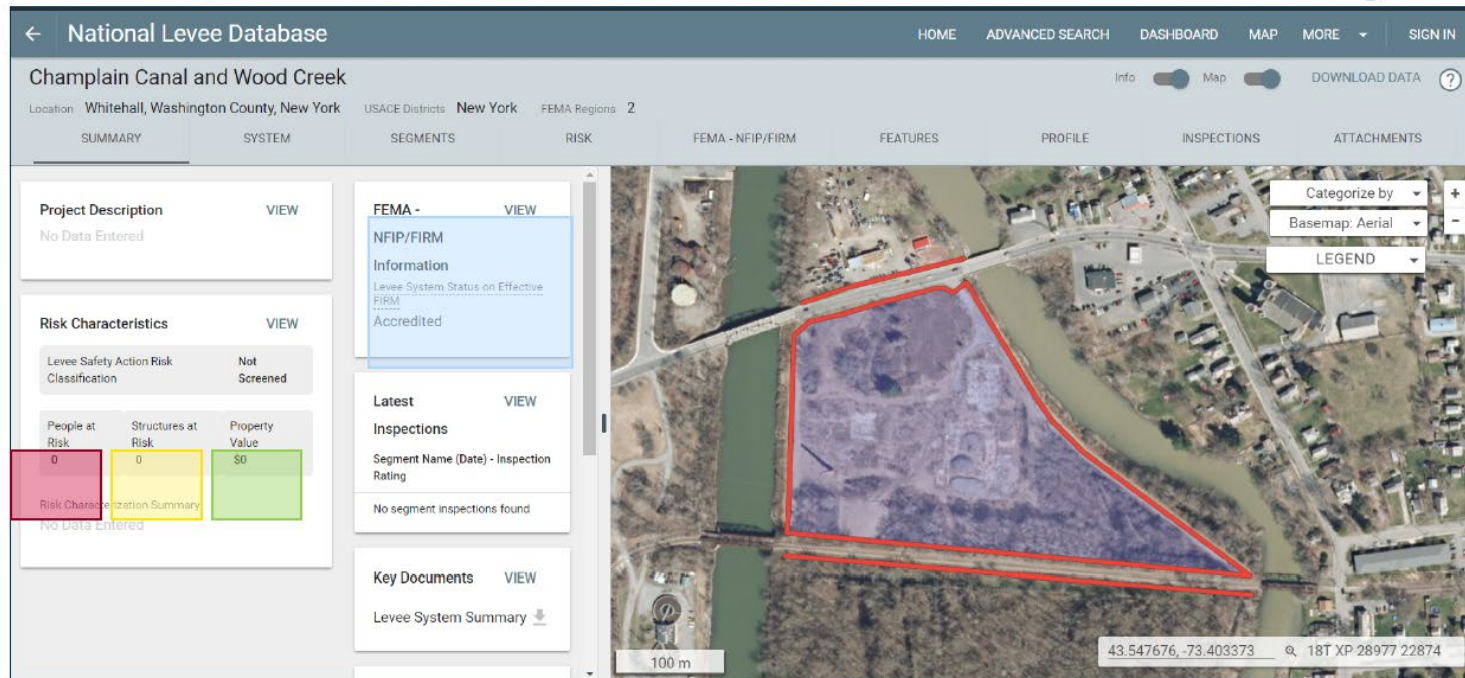 ← National Levee Database
HOME ADVANCED SEARCH DASHBOARD MAP MORE SIGN IN
Champlain Canal and Wood Creek
Info Map DOWNLOAD DATA ?
Location Whitehall, Washington County, New York USACE Districts New York FEMA Regions 2
SUMMARY SYSTEM SEGMENTS RISK FEMA - NFIP/FIRM FEATURES PROFILE INSPECTIONS ATTACHMENTS
Project Description VIEW
No Data Entered
Risk Characteristics VIEW
Levee Safety Action Risk
Classification
Not
Screened
People at
Risk
0
Structures at
Risk
0
Property
Value
$0
Risk Characterization Summary
No Data Entered
FEMA - VIEW
NFIP/FIRM
Information
Levee System Status on Effective
FIRM
Accredited
Latest VIEW
Inspections
Segment Name (Date) - Inspection
Rating
No segment inspections found
Key Documents VIEW
Levee System Summary
Categorize by
+
Basemap: Aerial
-
LEGEND
100 m
43.547676, -73.403373 18T XP 28977 22874